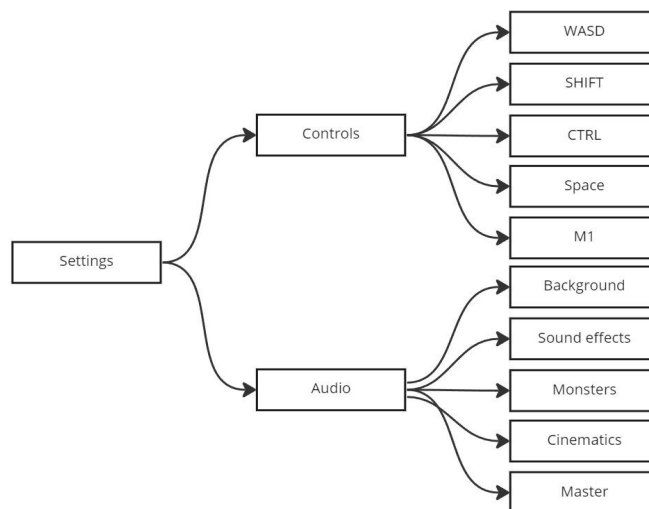 Settings
Controls
WASD
SHIFT
CTRL
Space
M1
Audio
Background
Sound effects
Monsters
Cinematics
Master